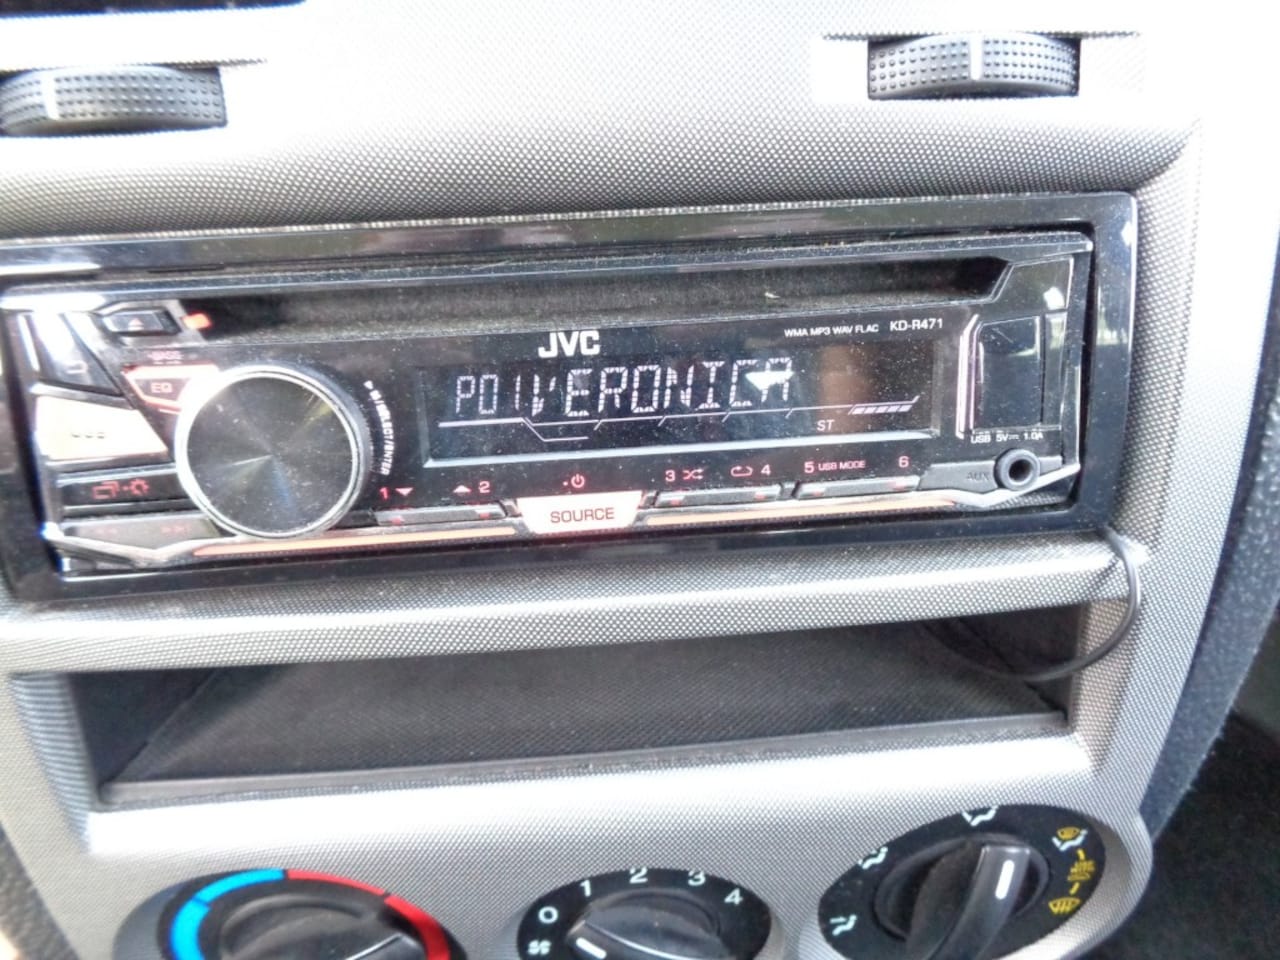 JVC
WMA MP3 WAV FLAC KD-R471
BASS
EQ
P01 VERONICA
ST
USB 5V 1.0A
AUX
1 2 3 4 5 USB MODE 6
SOURCE
0 1 2 3 4